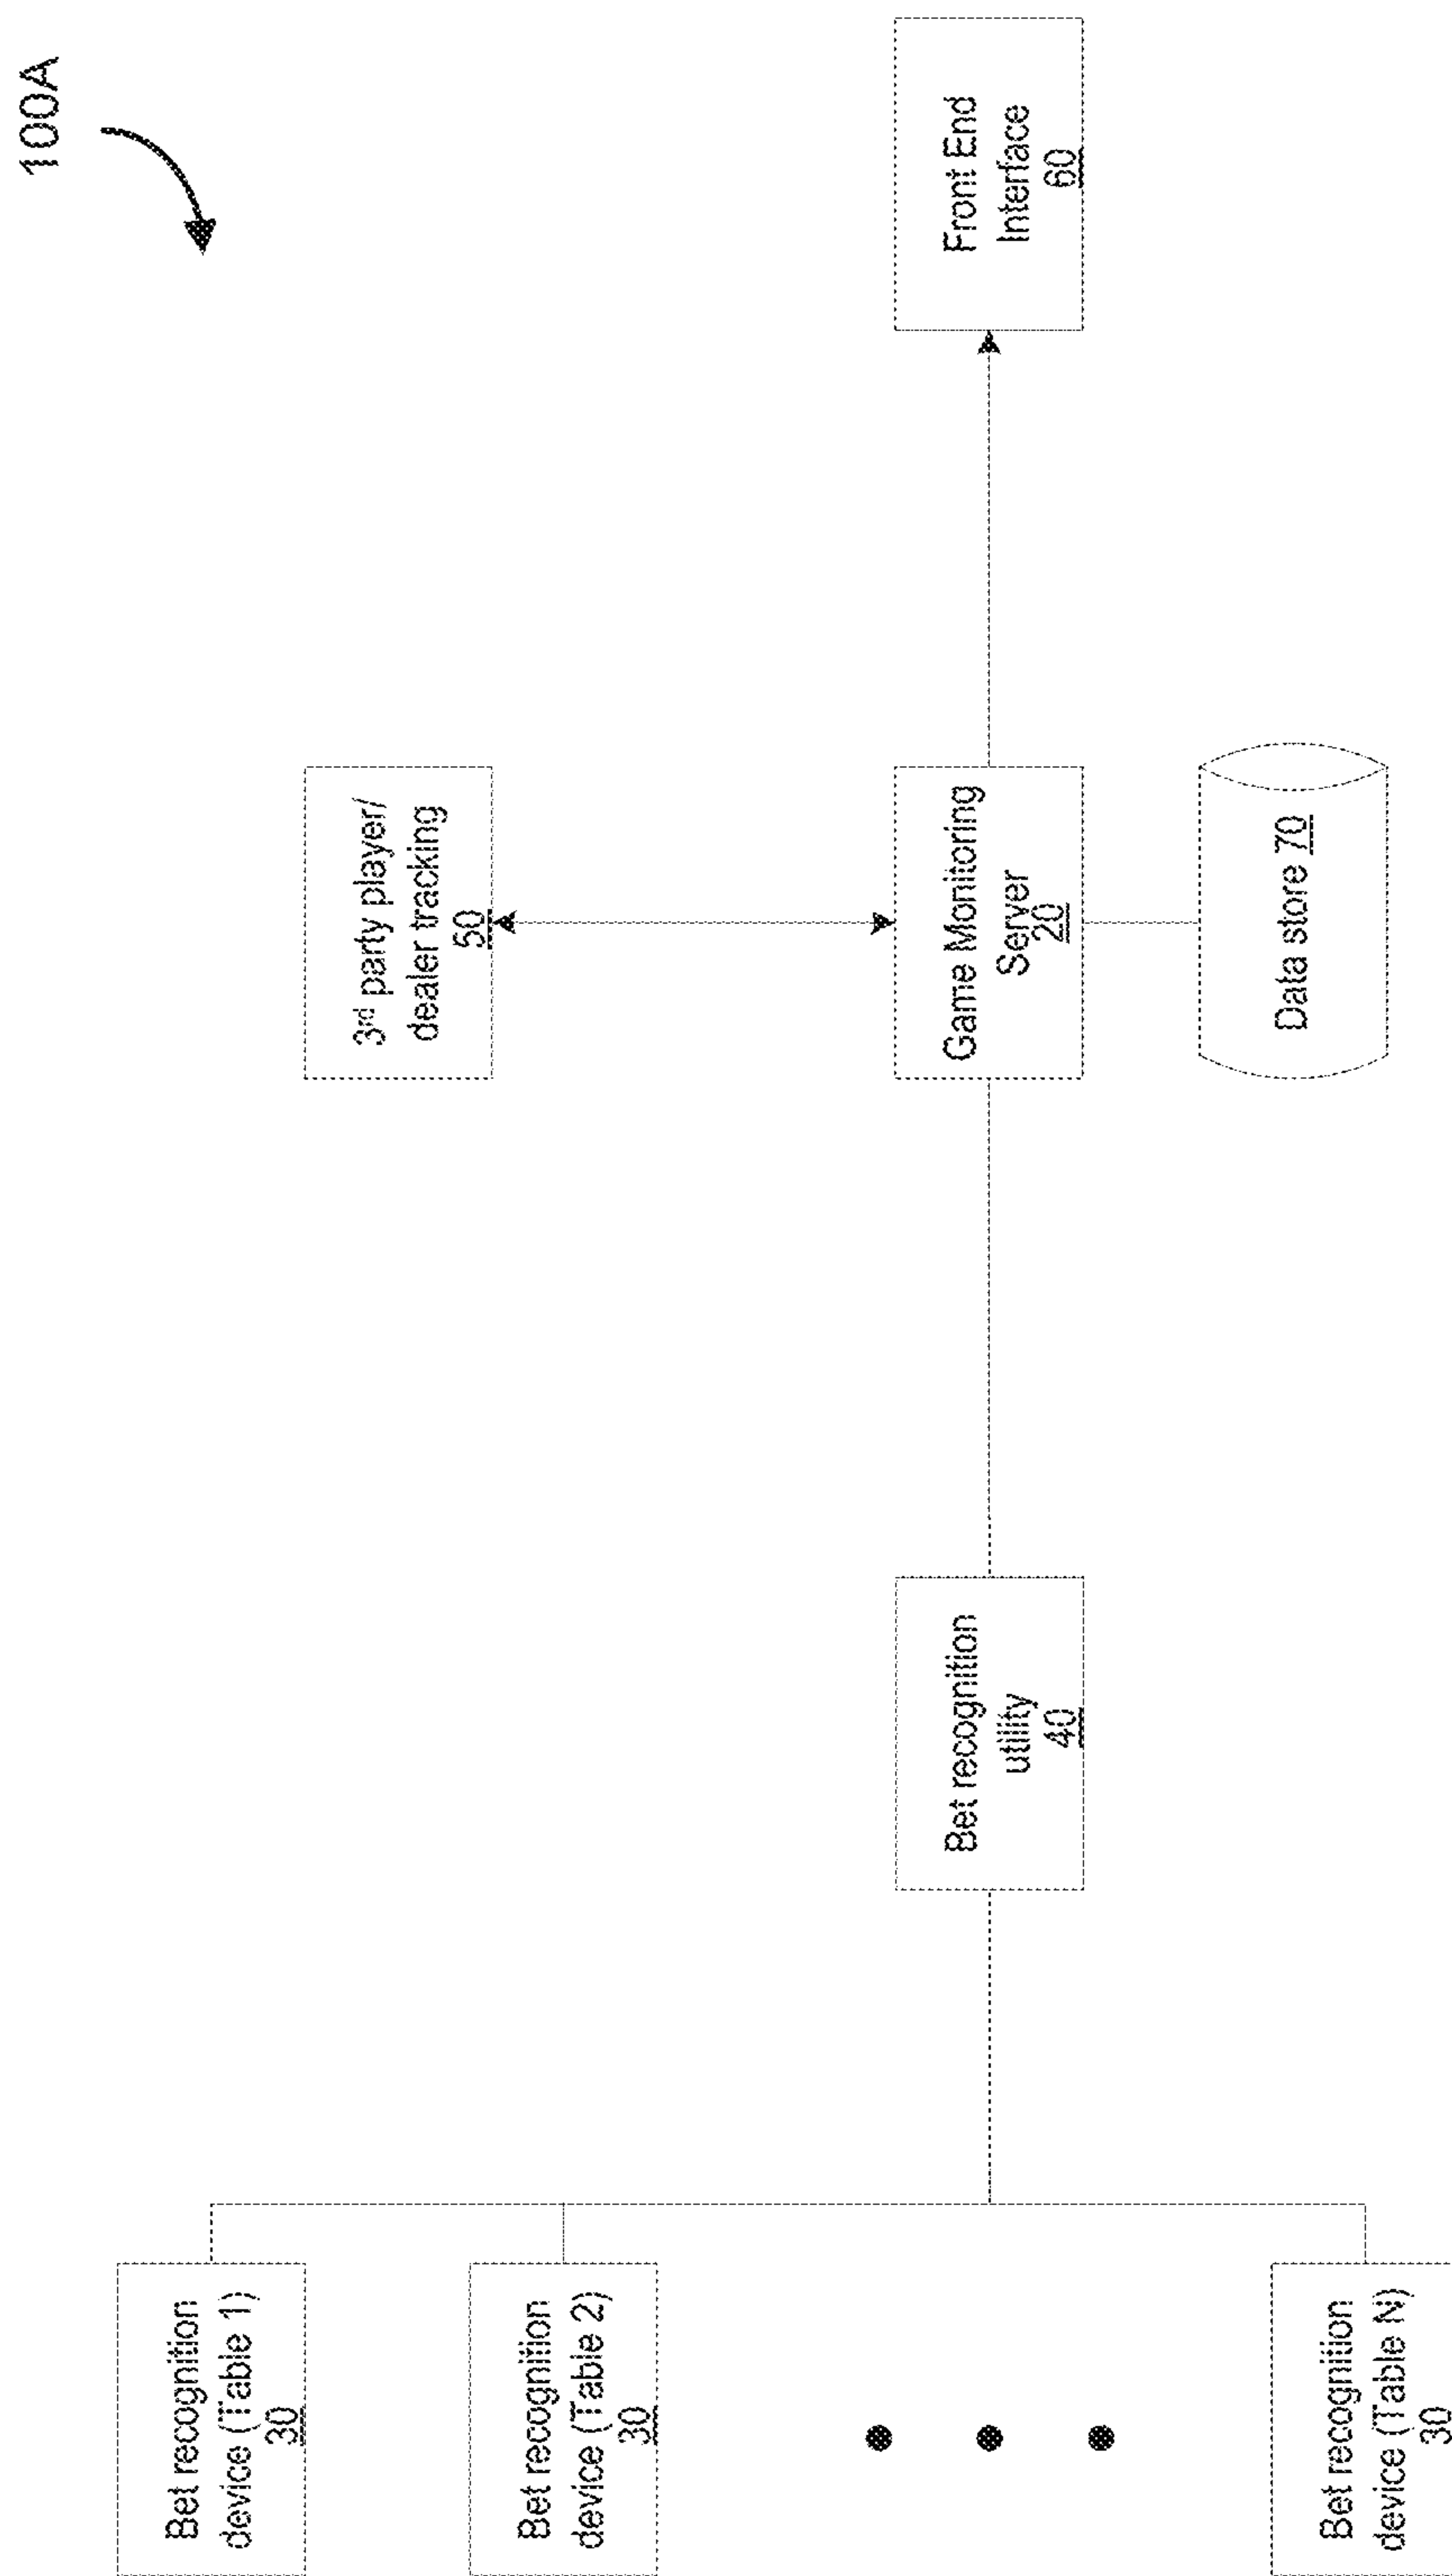 100A
Bet recognition
device (Table 1)
30
Bet recognition
device (Table 2)
30
Bet recognition
device (Table N)
30
Bet recognition
utility
40
3rd party player/
dealer tracking
50
Game Monitoring
Server
20
Data store 70
Front End
Interface
60